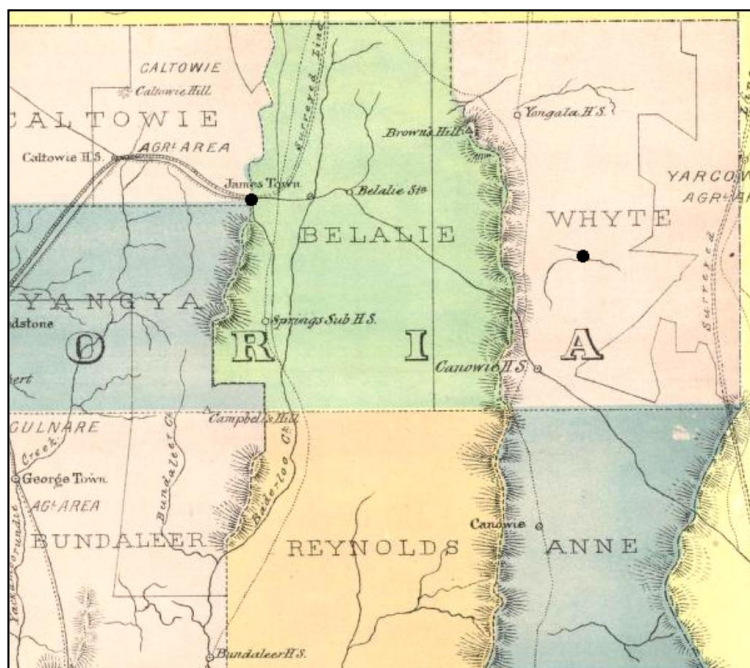 CALTOWIE
Caltowie Hill
CALTOWIE
AGRL AREA
Caltowie H.S.
James Town
Surveyed Line
Brown's Hill
Yongala H.S.
Belalie Stn
BELALIE
WHYTE
YARCOW
AGRL AR
Surveyed
YANGYA
Springs Sub H.S.
O R I A
Canowie H.S.
Campbell's Hill
GULNARE
Creek
George Town
AGL AREA
Bundaleer Ck
Baderloo Ck
BUNDALEER
REYNOLDS
Canowie
ANNE
Bundaleer H.S.